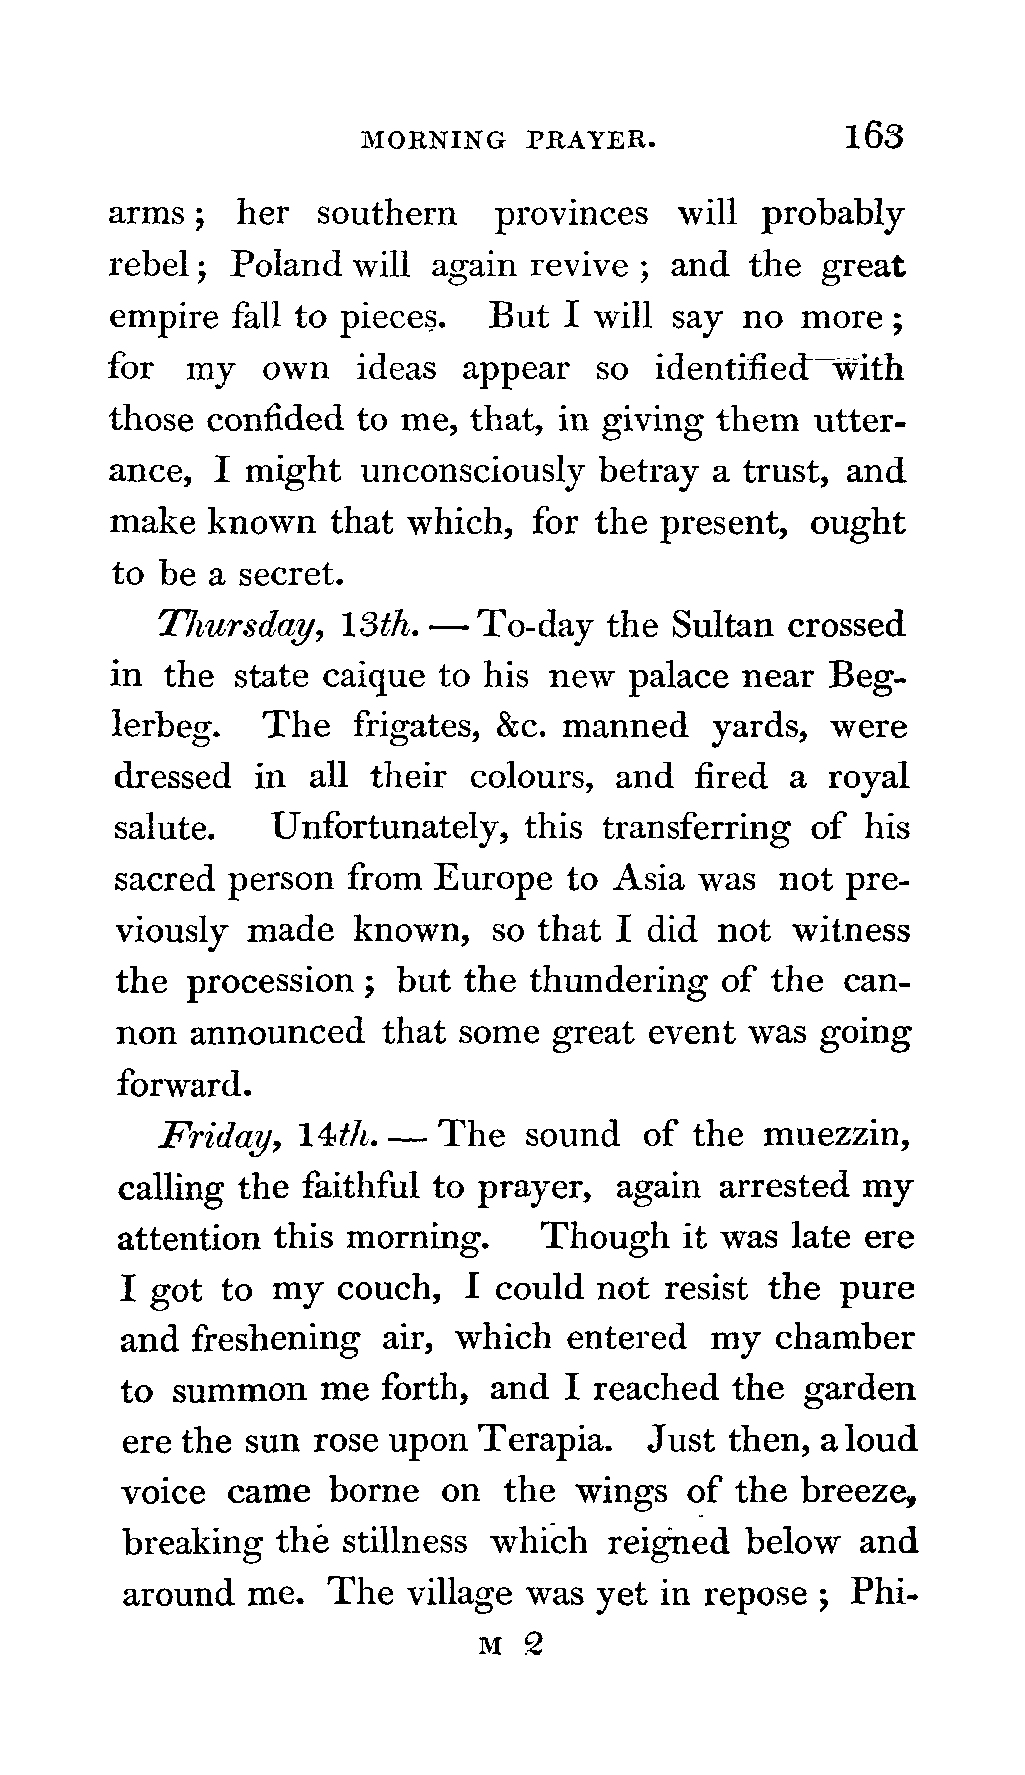 MORNING PRAYER. 163
arms ; her southern provinces will probably
rebel ; Poland will again revive ; and the great
empire fall to pieces. But I will say no more ;
for my own ideas appear so identified with
those confided to me, that, in giving them utter-
ance, I might unconsciously betray a trust, and
make known that which, for the present, ought
to be a secret.
Thursday, 13th. — To-day the Sultan crossed
in the state caique to his new palace near Beg-
lerbeg. The frigates, &c. manned yards, were
dressed in all their colours, and fired a royal
salute. Unfortunately, this transferring of his
sacred person from Europe to Asia was not pre-
viously made known, so that I did not witness
the procession ; but the thundering of the can-
non announced that some great event was going
forward.
Friday, 14th. — The sound of the muezzin,
calling the faithful to prayer, again arrested my
attention this morning. Though it was late ere
I got to my couch, I could not resist the pure
and freshening air, which entered my chamber
to summon me forth, and I reached the garden
ere the sun rose upon Terapia. Just then, a loud
voice came borne on the wings of the breeze,
breaking the stillness which reigned below and
around me. The village was yet in repose ; Phi-
M 2